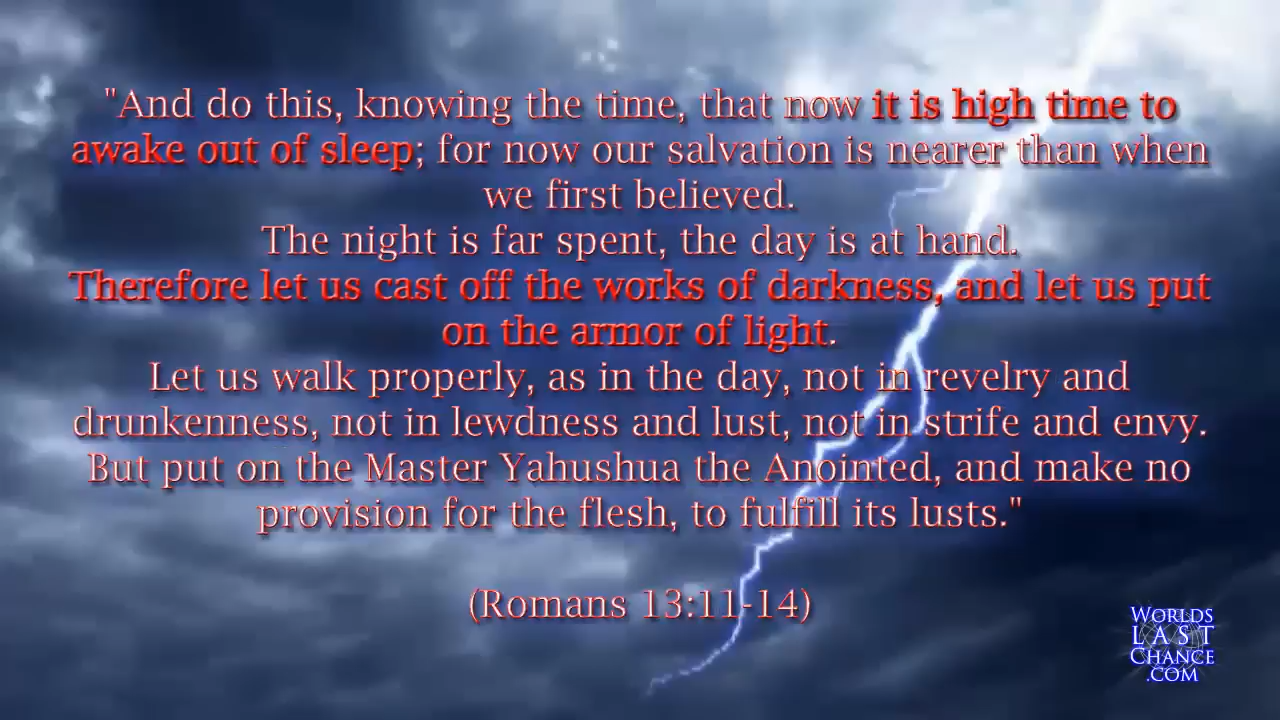 "And do this, knowing the time, that now it is high time to
awake out of sleep; for now our salvation is nearer than when
we first believed.
The night is far spent, the day is at hand.
Therefore let us cast off the works of darkness, and let us put
on the armor of light.
Let us walk properly, as in the day, not in revelry and
drunkenness, not in lewdness and lust, not in strife and envy.
But put on the Master Yahushua the Anointed, and make no
provision for the flesh, to fulfill its lusts."
(Romans 13:11-14)
WORLDS
LAST
CHANCE
.COM